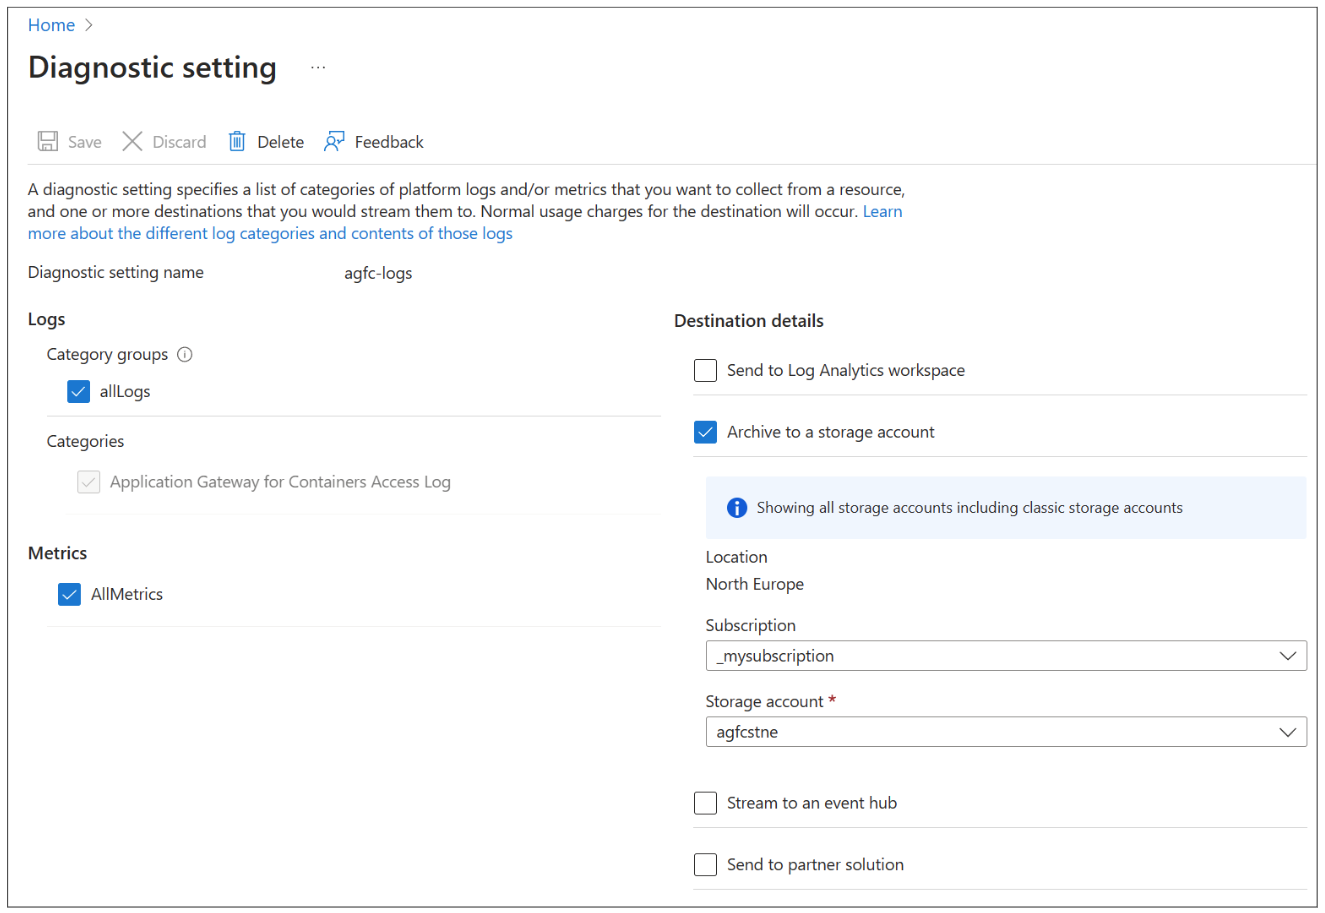 Home >
Diagnostic setting ...
Save Discard Delete Feedback
A diagnostic setting specifies a list of categories of platform logs and/or metrics that you want to collect from a resource,
and one or more destinations that you would stream them to. Normal usage charges for the destination will occur. Learn
more about the different log categories and contents of those logs
Diagnostic setting name agfc-logs
Logs
Category groups
allLogs
Categories
Application Gateway for Containers Access Log
Metrics
AllMetrics
Destination details
Send to Log Analytics workspace
Archive to a storage account
Showing all storage accounts including classic storage accounts
Location
North Europe
Subscription
_mysubscription
Storage account *
agfcstne
Stream to an event hub
Send to partner solution